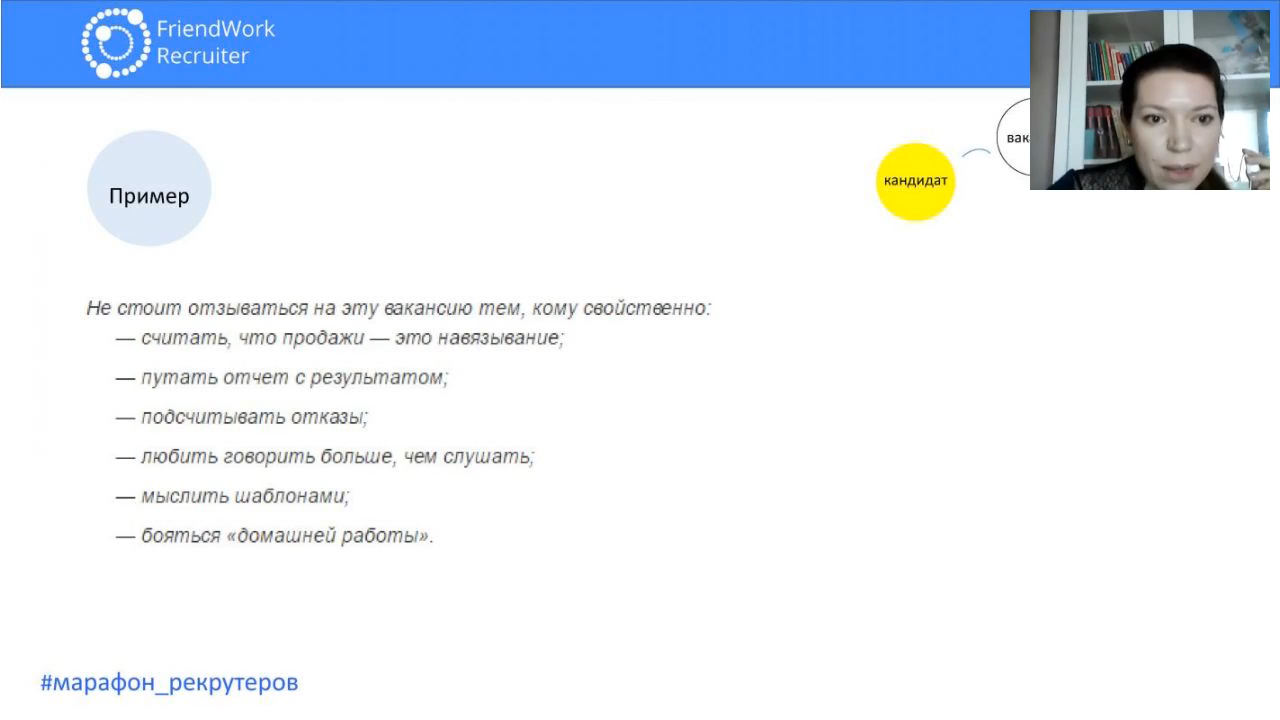 FriendWork
Recruiter
Пример
кандидат
Не стоит отзываться на эту вакансию тем, кому свойственно:
— считать, что продажи — это навязывание;
— путать отчет с результатом;
— подсчитывать отказы;
— любить говорить больше, чем слушать;
— мыслить шаблонами;
— бояться «домашней работы».
#марафон_рекрутеров